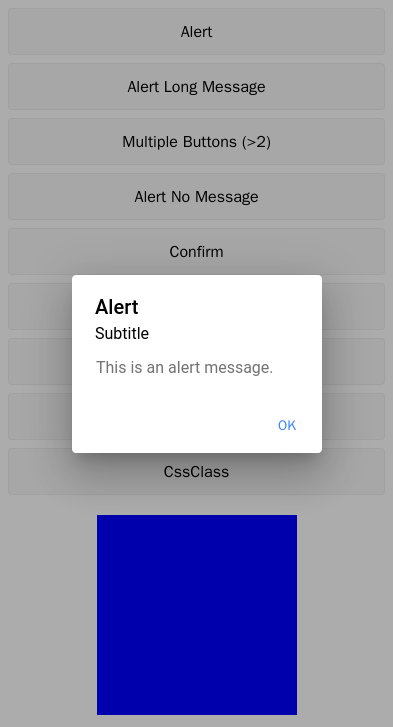 Alert
Alert Long Message
Multiple Buttons (>2)
Alert No Message
Confirm
Alert
Subtitle
This is an alert message.
OK
CssClass